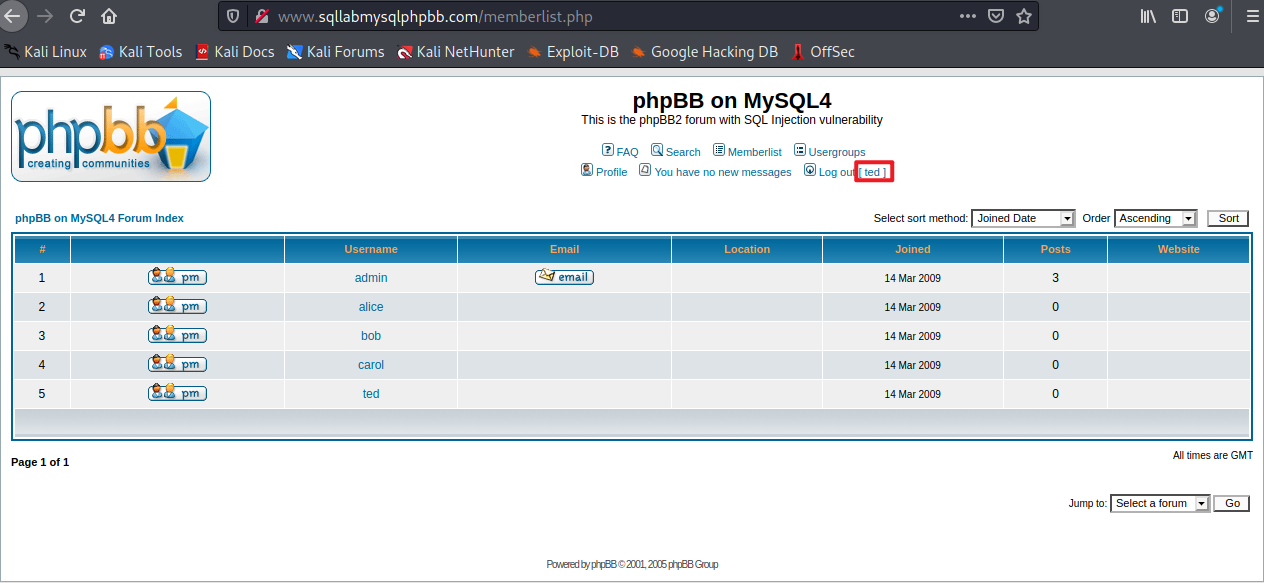 www.sqllabmysqlphpbb.com/memberlist.php
Kali Linux Kali Tools Kali Docs Kali Forums Kali NetHunter Exploit-DB Google Hacking DB OffSec
phpbb
creating communities
phpBB on MySQL4
This is the phpBB2 forum with SQL Injection vulnerability
FAQ Search Memberlist Usergroups
Profile You have no new messages Log out [ ted ]
phpBB on MySQL4 Forum Index Select sort method: Joined Date Order Ascending Sort
# Username Email Location Joined Posts Website
1 pm admin email 14 Mar 2009 3
2 pm alice 14 Mar 2009 0
3 pm bob 14 Mar 2009 0
4 pm carol 14 Mar 2009 0
5 pm ted 14 Mar 2009 0
Page 1 of 1 All times are GMT
Jump to: Select a forum Go
Powered by phpBB © 2001, 2005 phpBB Group